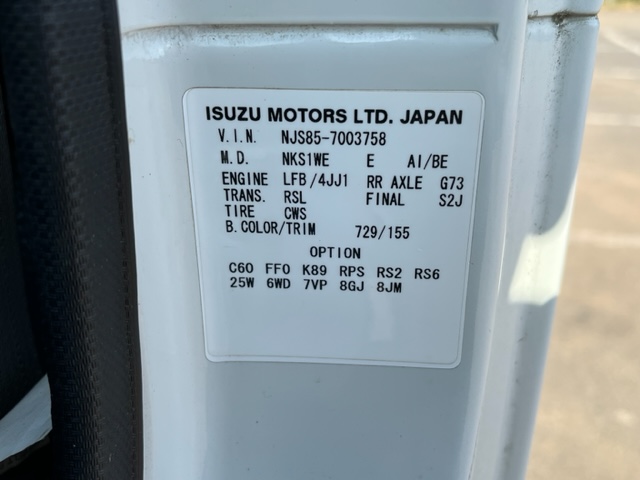 ISUZU MOTORS LTD. JAPAN
V.I.N. NJS85-7003758
M.D. NKS1WE E AI/BE
ENGINE LFB/4JJ1 RR AXLE G73
TRANS. RSL FINAL S2J
TIRE CWS
B.COLOR/TRIM 729/155
OPTION
C60 FF0 K89 RPS RS2 RS6
25W 6WD 7VP 8GJ 8JM